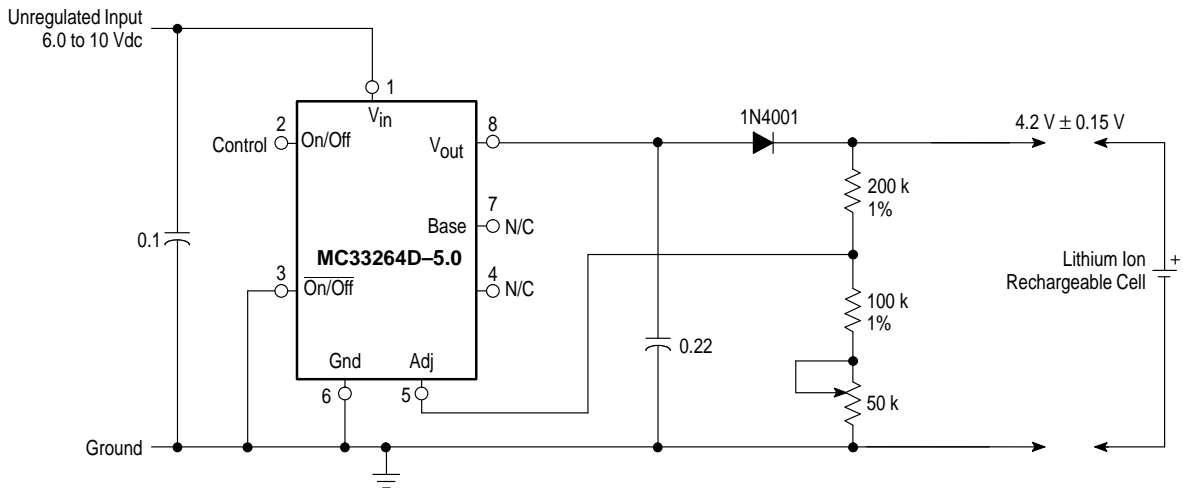 Unregulated Input
6.0 to 10 Vdc
1
Vin
1N4001
4.2 V ± 0.15 V
2
Control
On/Off
8
Vout
200 k
1%
7
Base
N/C
0.1
MC33264D–5.0
3
On/Off
4
N/C
Lithium Ion
Rechargeable Cell
+
100 k
1%
0.22
Gnd
Adj
6
5
50 k
Ground